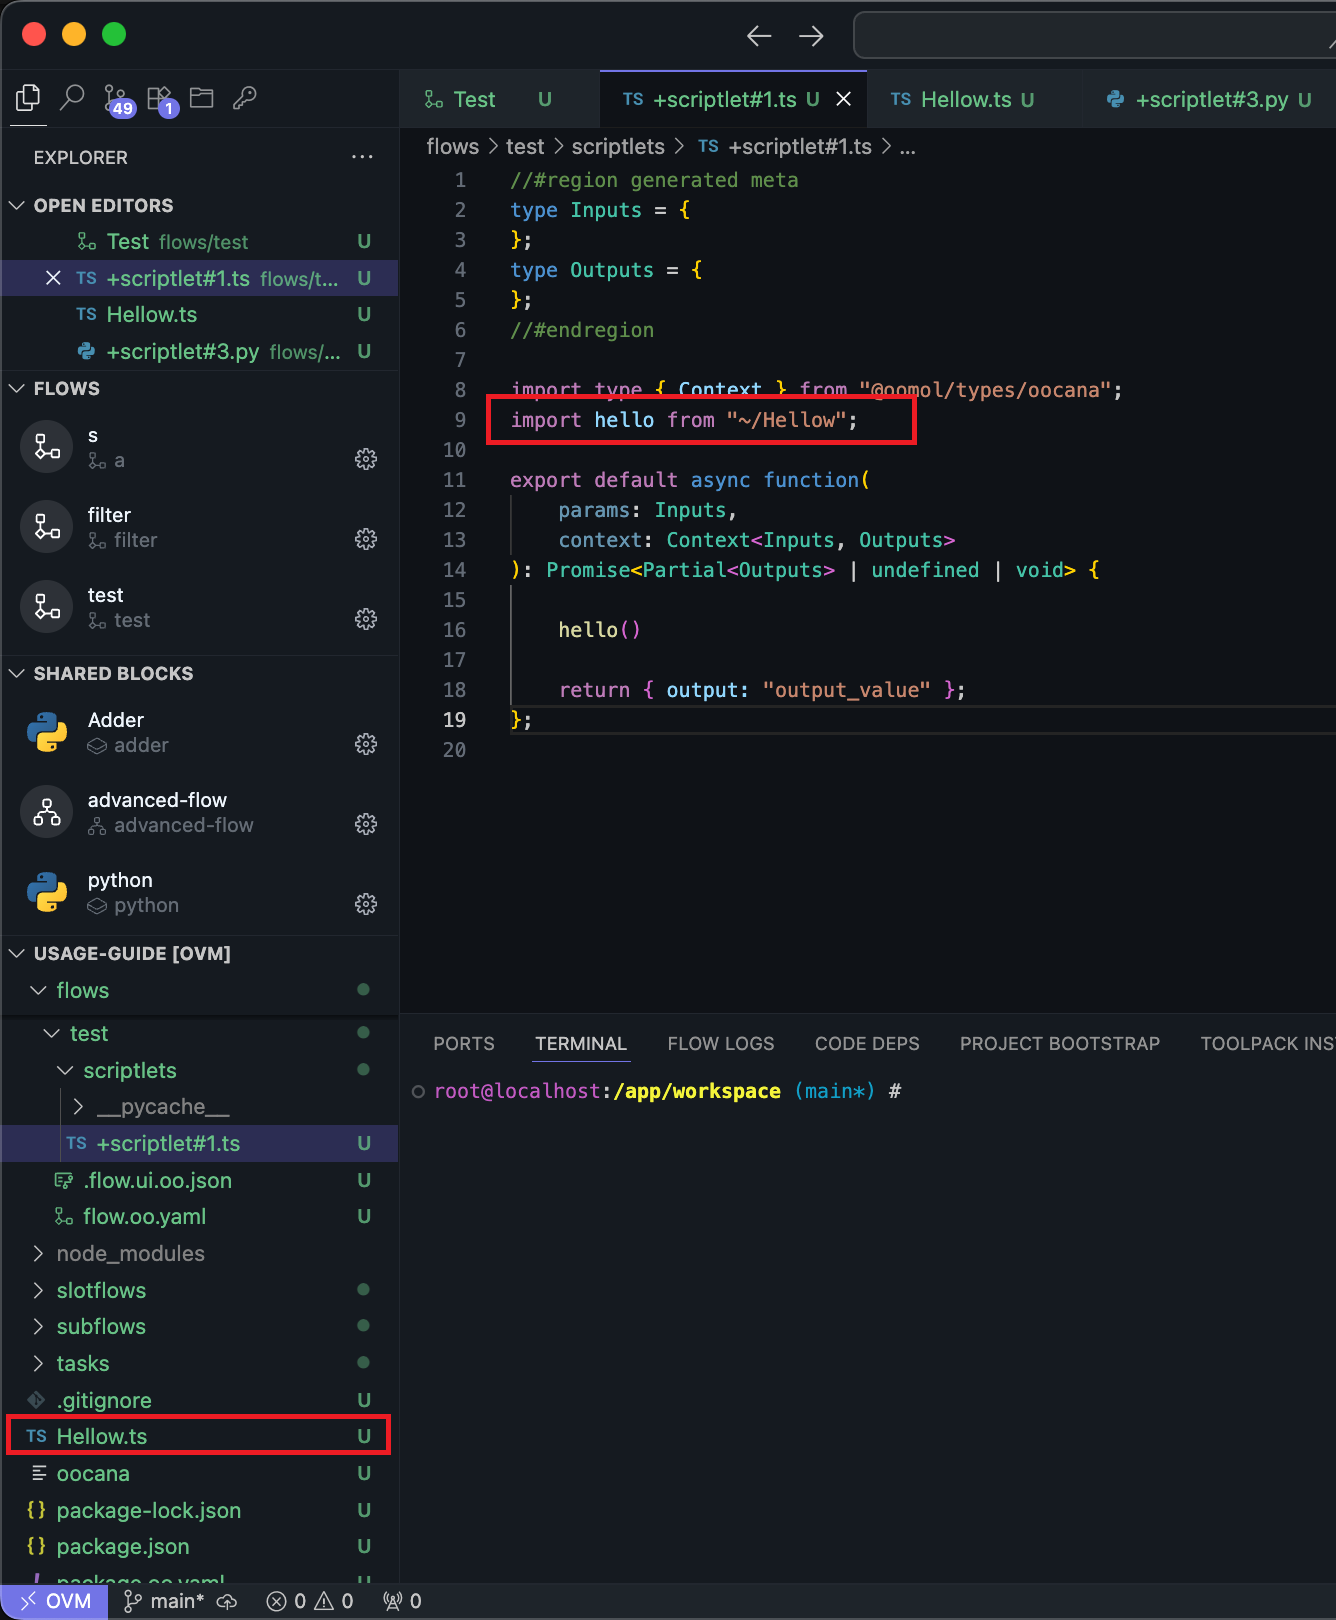 49
1
Test U
TS +scriptlet#1.ts U
TS Hellow.ts U
+scriptlet#3.py U
EXPLORER
OPEN EDITORS
Test flows/test U
TS +scriptlet#1.ts flows/t... U
TS Hellow.ts U
+scriptlet#3.py flows/... U
FLOWS
s
a
filter
filter
test
test
SHARED BLOCKS
Adder
adder
advanced-flow
advanced-flow
python
python
USAGE-GUIDE [OVM]
flows
test
scriptlets
__pycache__
TS +scriptlet#1.ts U
.flow.ui.oo.json U
flow.oo.yaml U
node_modules
slotflows
subflows
tasks
.gitignore U
TS Hellow.ts U
oocana U
{} package-lock.json U
{} package.json U
! package.oo.yaml U
flows > test > scriptlets > TS +scriptlet#1.ts > ...
1 //#region generated meta
2 type Inputs = {
3 };
4 type Outputs = {
5 };
6 //#endregion
7
8 import type { Context } from "@oomol/types/oocana";
9 import hello from "~/Hellow";
10
11 export default async function(
12 params: Inputs,
13 context: Context<Inputs, Outputs>
14 ): Promise<Partial<Outputs> | undefined | void> {
15
16 hello()
17
18 return { output: "output_value" };
19 };
20
PORTS TERMINAL FLOW LOGS CODE DEPS PROJECT BOOTSTRAP TOOLPACK INS
root@localhost:/app/workspace (main*) #
OVM main* 0 0 0